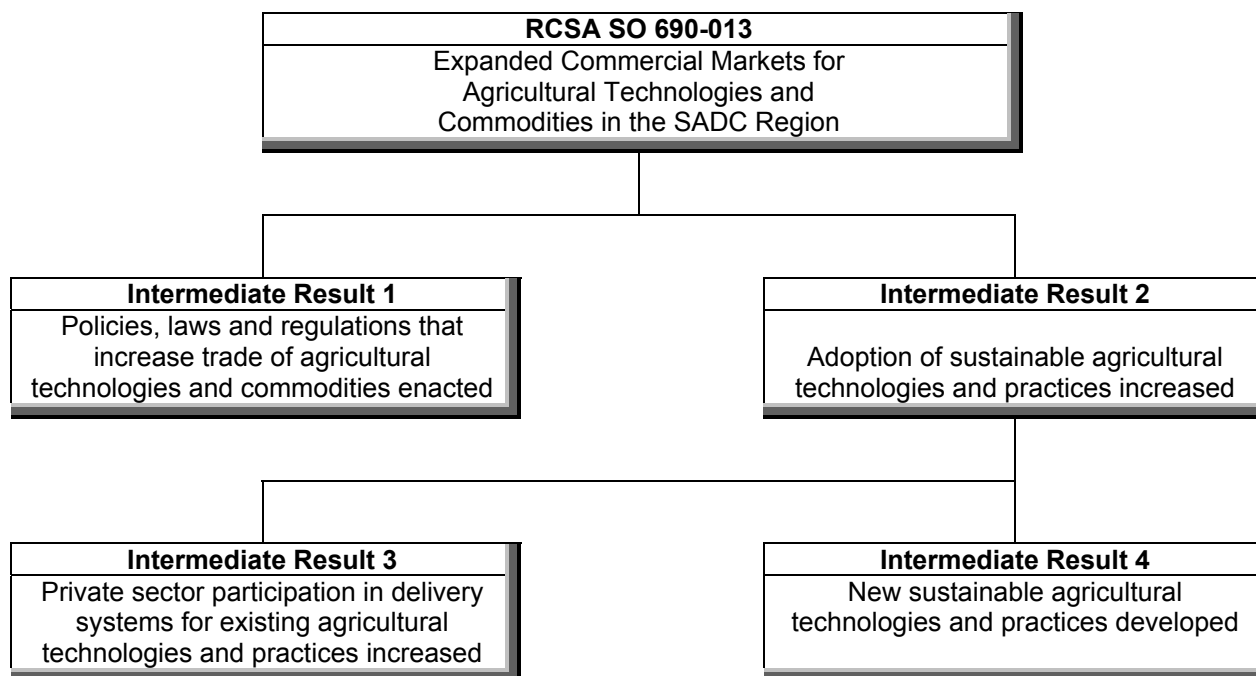 RCSA SO 690-013
Expanded Commercial Markets for
Agricultural Technologies and
Commodities in the SADC Region
Intermediate Result 1
Policies, laws and regulations that
increase trade of agricultural
technologies and commodities enacted
Intermediate Result 2
Adoption of sustainable agricultural
technologies and practices increased
Intermediate Result 3
Private sector participation in delivery
systems for existing agricultural
technologies and practices increased
Intermediate Result 4
New sustainable agricultural
technologies and practices developed